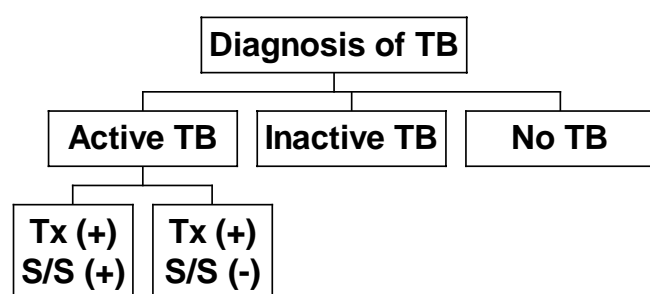 Diagnosis of TB
Active TB
Inactive TB
No TB
Tx (+)
S/S (+)
Tx (+)
S/S (-)